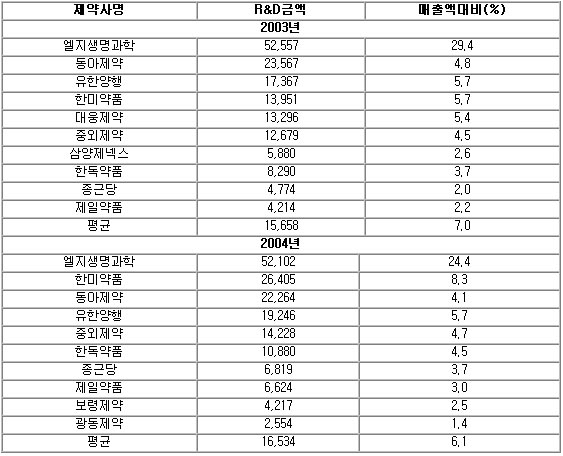 제약사명 R&D금액 매출액대비(%)
2003년
엘지생명과학 52,557 29.4
동아제약 23,567 4.8
유한양행 17,367 5.7
한미약품 13,951 5.7
대웅제약 13,296 5.4
중외제약 12,679 4.5
삼양제넥스 5,880 2.6
한독약품 8,290 3.7
종근당 4,774 2.0
제일약품 4,214 2.2
평균 15,658 7.0
2004년
엘지생명과학 52,102 24.4
한미약품 26,405 8.3
동아제약 22,264 4.1
유한양행 19,246 5.7
중외제약 14,228 4.7
한독약품 10,880 4.5
종근당 6,819 3.7
제일약품 6,624 3.0
보령제약 4,217 2.5
광동제약 2,554 1.4
평균 16,534 6.1